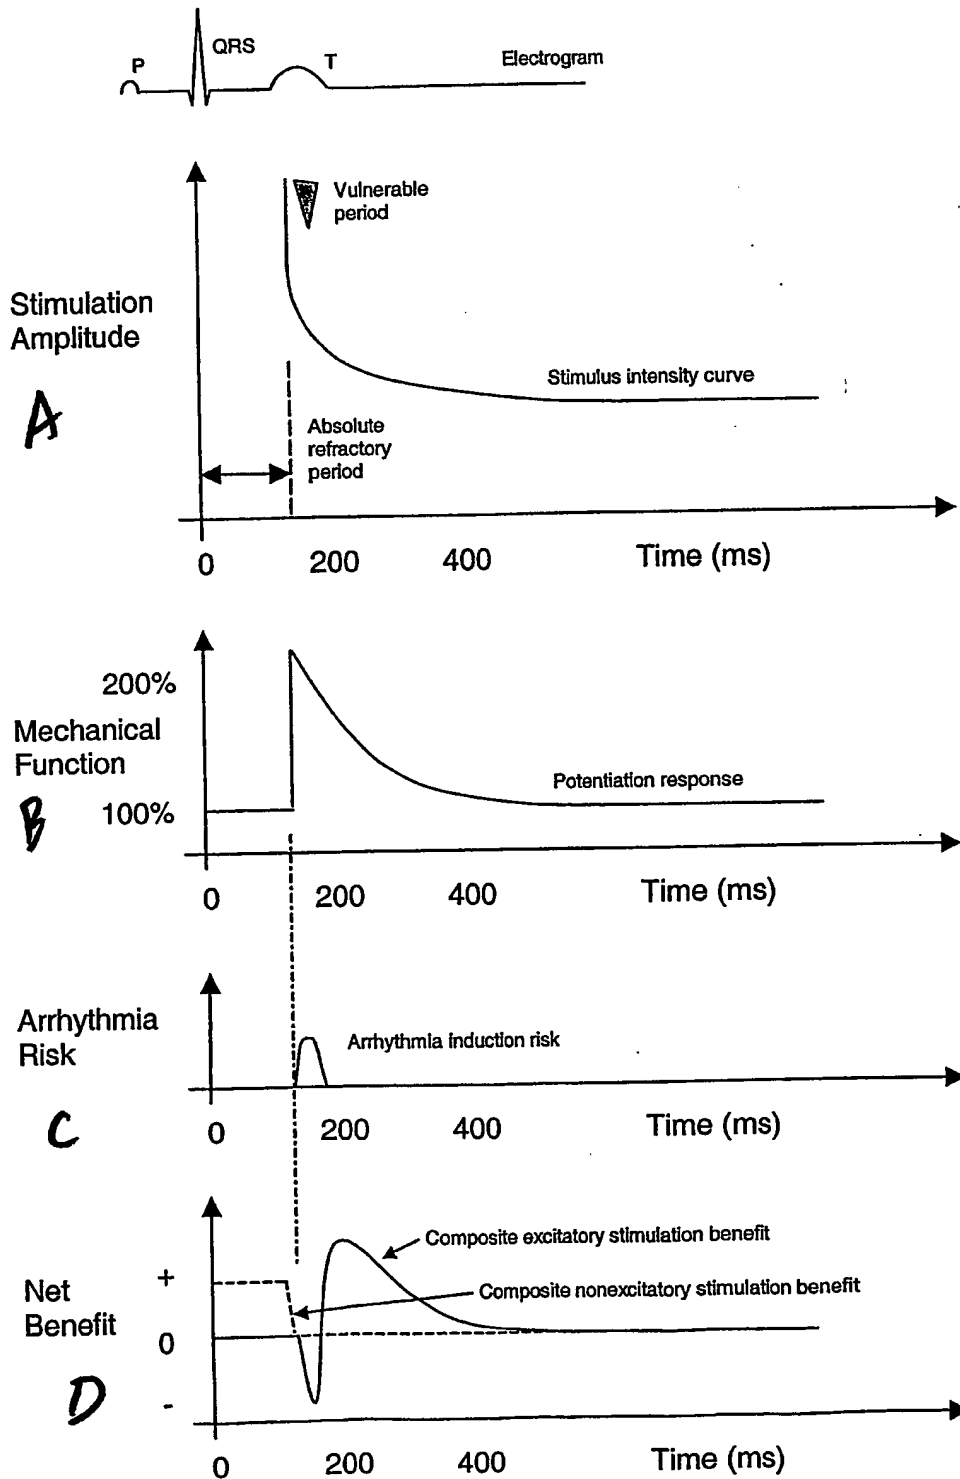 P
QRS
T
Electrogram
Vulnerable
period
Stimulation
Amplitude
A
Stimulus intensity curve
Absolute
refractory
period
0
200
400
Time (ms)
200%
Mechanical
Function
B
100%
Potentiation response
0
200
400
Time (ms)
Arrhythmia
Risk
C
Arrhythmia induction risk
0
200
400
Time (ms)
Composite excitatory stimulation benefit
Composite nonexcitatory stimulation benefit
+
Net
Benefit
0
D
-
0
200
400
Time (ms)